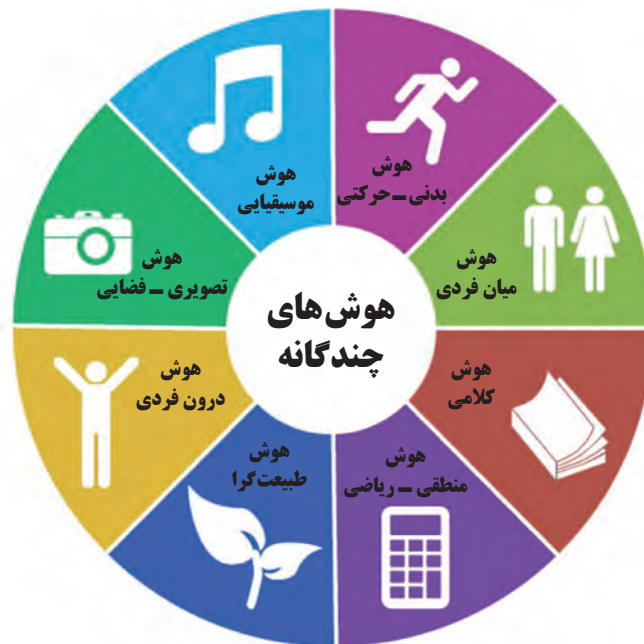 هوش‌های
چندگانه
هوش
بدنی ـ حرکتی
هوش
میان فردی
هوش
کلامی
هوش
منطقی ـ ریاضی
هوش
طبیعت‌گرا
هوش
درون فردی
هوش
تصویری ـ فضایی
هوش
موسیقیایی